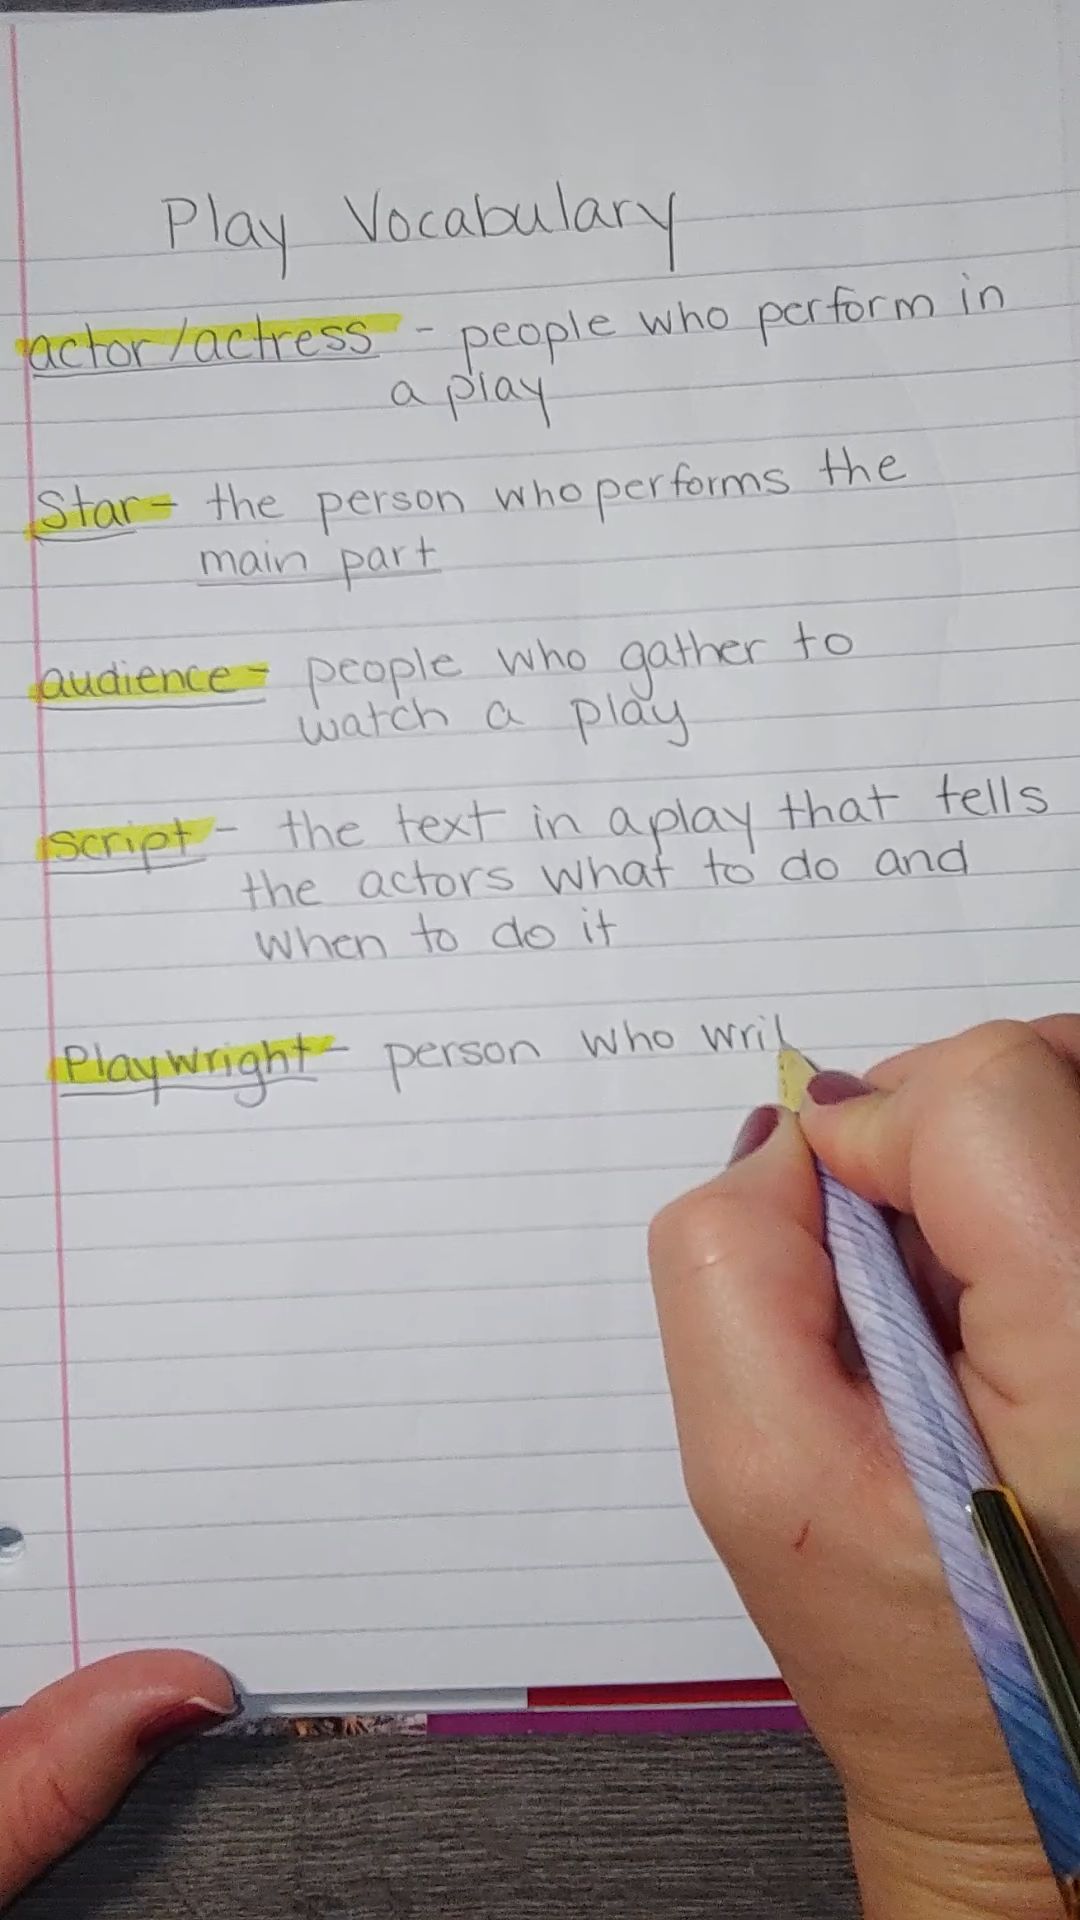 Play Vocabulary
actor/actress - people who perform in
a play
Star - the person who performs the
main part
audience - people who gather to
watch a play
script - the text in a play that tells
the actors what to do and
when to do it
Playwright - person who wri